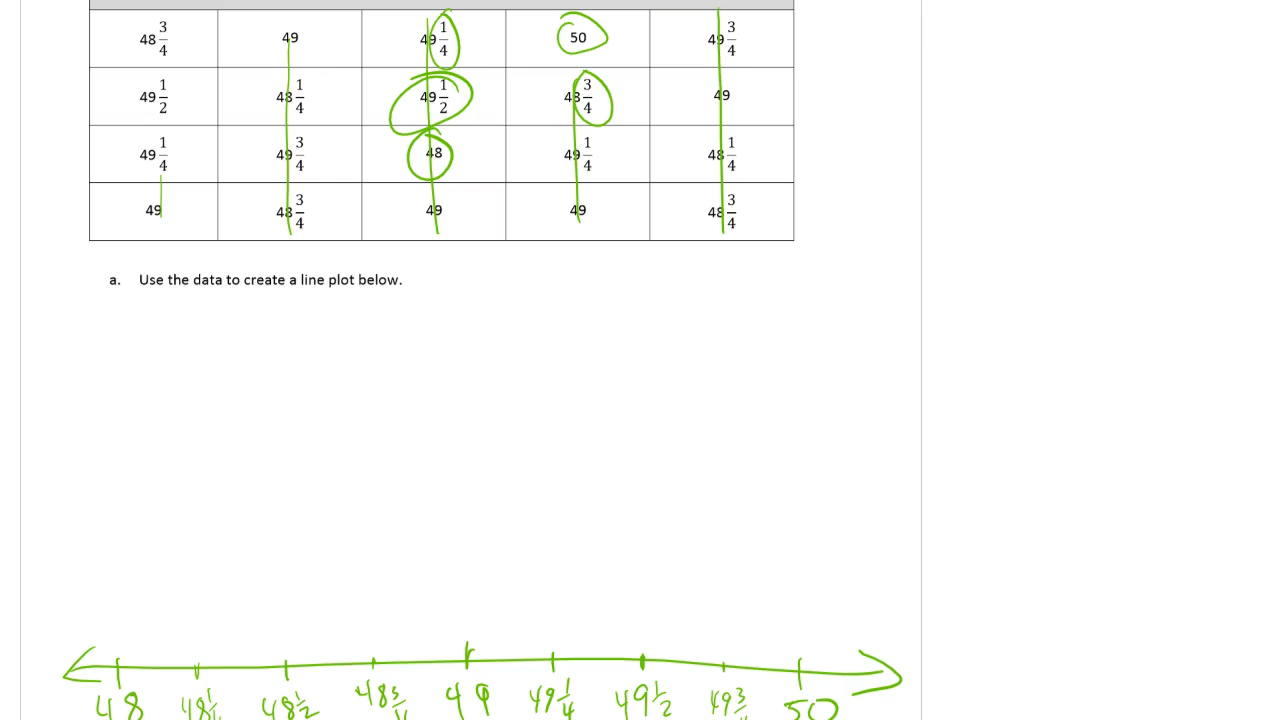 48 3/4 49 49 1/4 50 49 3/4
49 1/2 48 1/4 49 1/2 48 3/4 49
49 1/4 49 3/4 48 49 1/4 48 1/4
49 48 3/4 49 49 48 3/4
a. Use the data to create a line plot below.
48 48 1/4 48 1/2 48 3/4 49 49 1/4 49 1/2 49 3/4 50